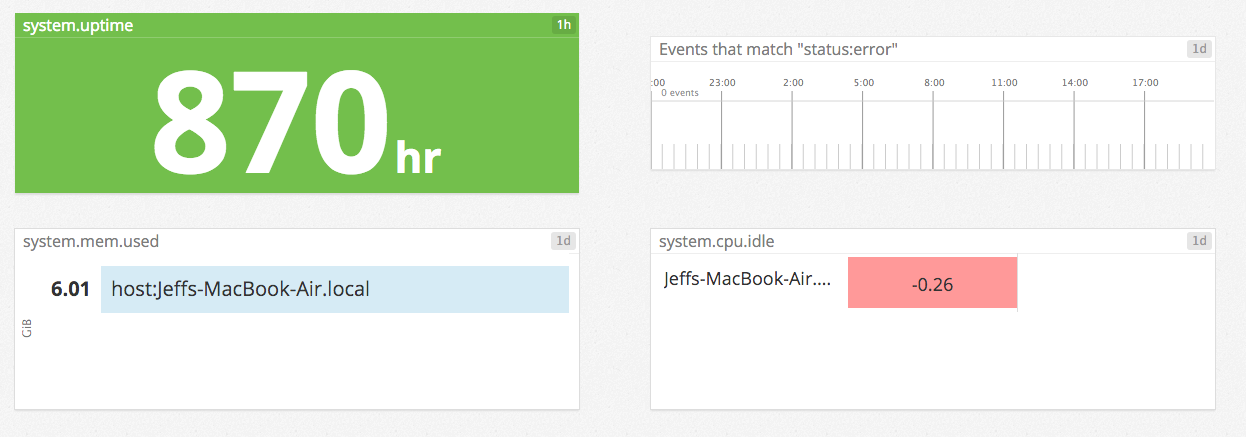 system.uptime 1h
870hr
Events that match "status:error" 1d
:00 23:00 2:00 5:00 8:00 11:00 14:00 17:00
0 events
system.mem.used 1d
6.01 host:Jeffs-MacBook-Air.local
GiB
system.cpu.idle 1d
Jeffs-MacBook-Air.... -0.26